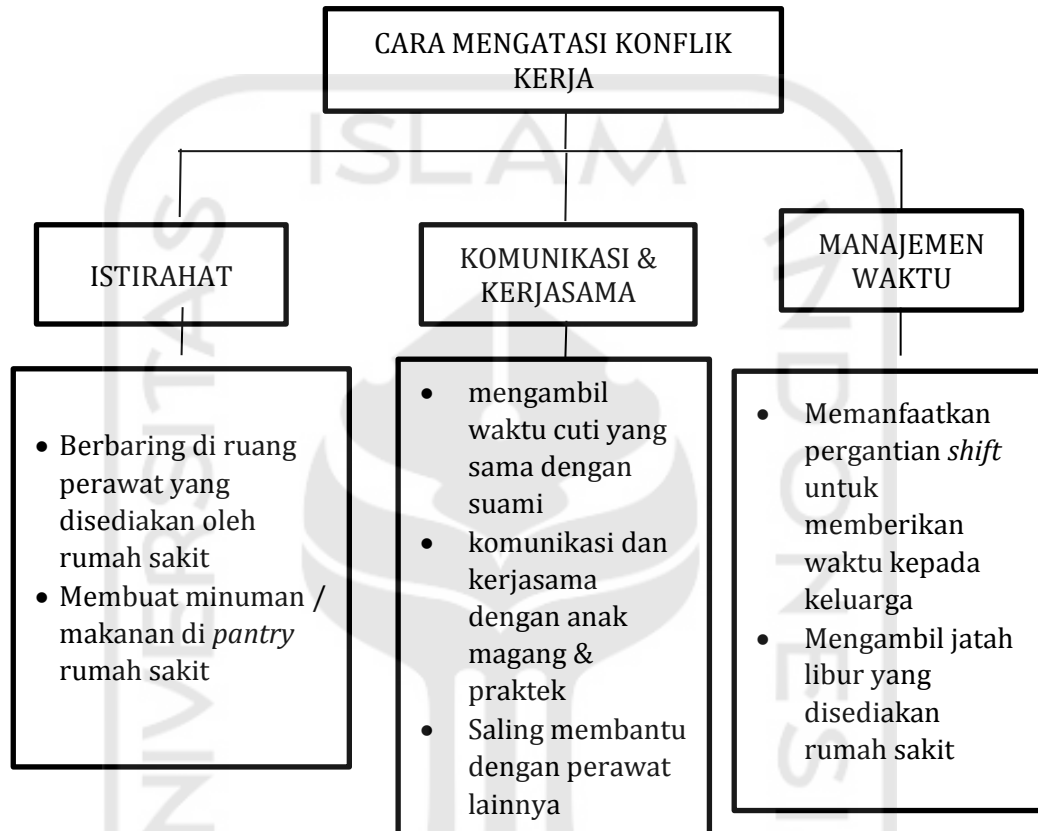 CARA MENGATASI KONFLIK
KERJA
ISTIRAHAT
KOMUNIKASI &
KERJASAMA
MANAJEMEN
WAKTU
• Berbaring di ruang
perawat yang
disediakan oleh
rumah sakit
• Membuat minuman /
makanan di pantry
rumah sakit
• mengambil
waktu cuti yang
sama dengan
suami
• komunikasi dan
kerjasama
dengan anak
magang &
praktek
• Saling membantu
dengan perawat
lainnya
• Memanfaatkan
pergantian shift
untuk
memberikan
waktu kepada
keluarga
• Mengambil jatah
libur yang
disediakan
rumah sakit
UNIVERSITAS
ISLAM
INDONESI